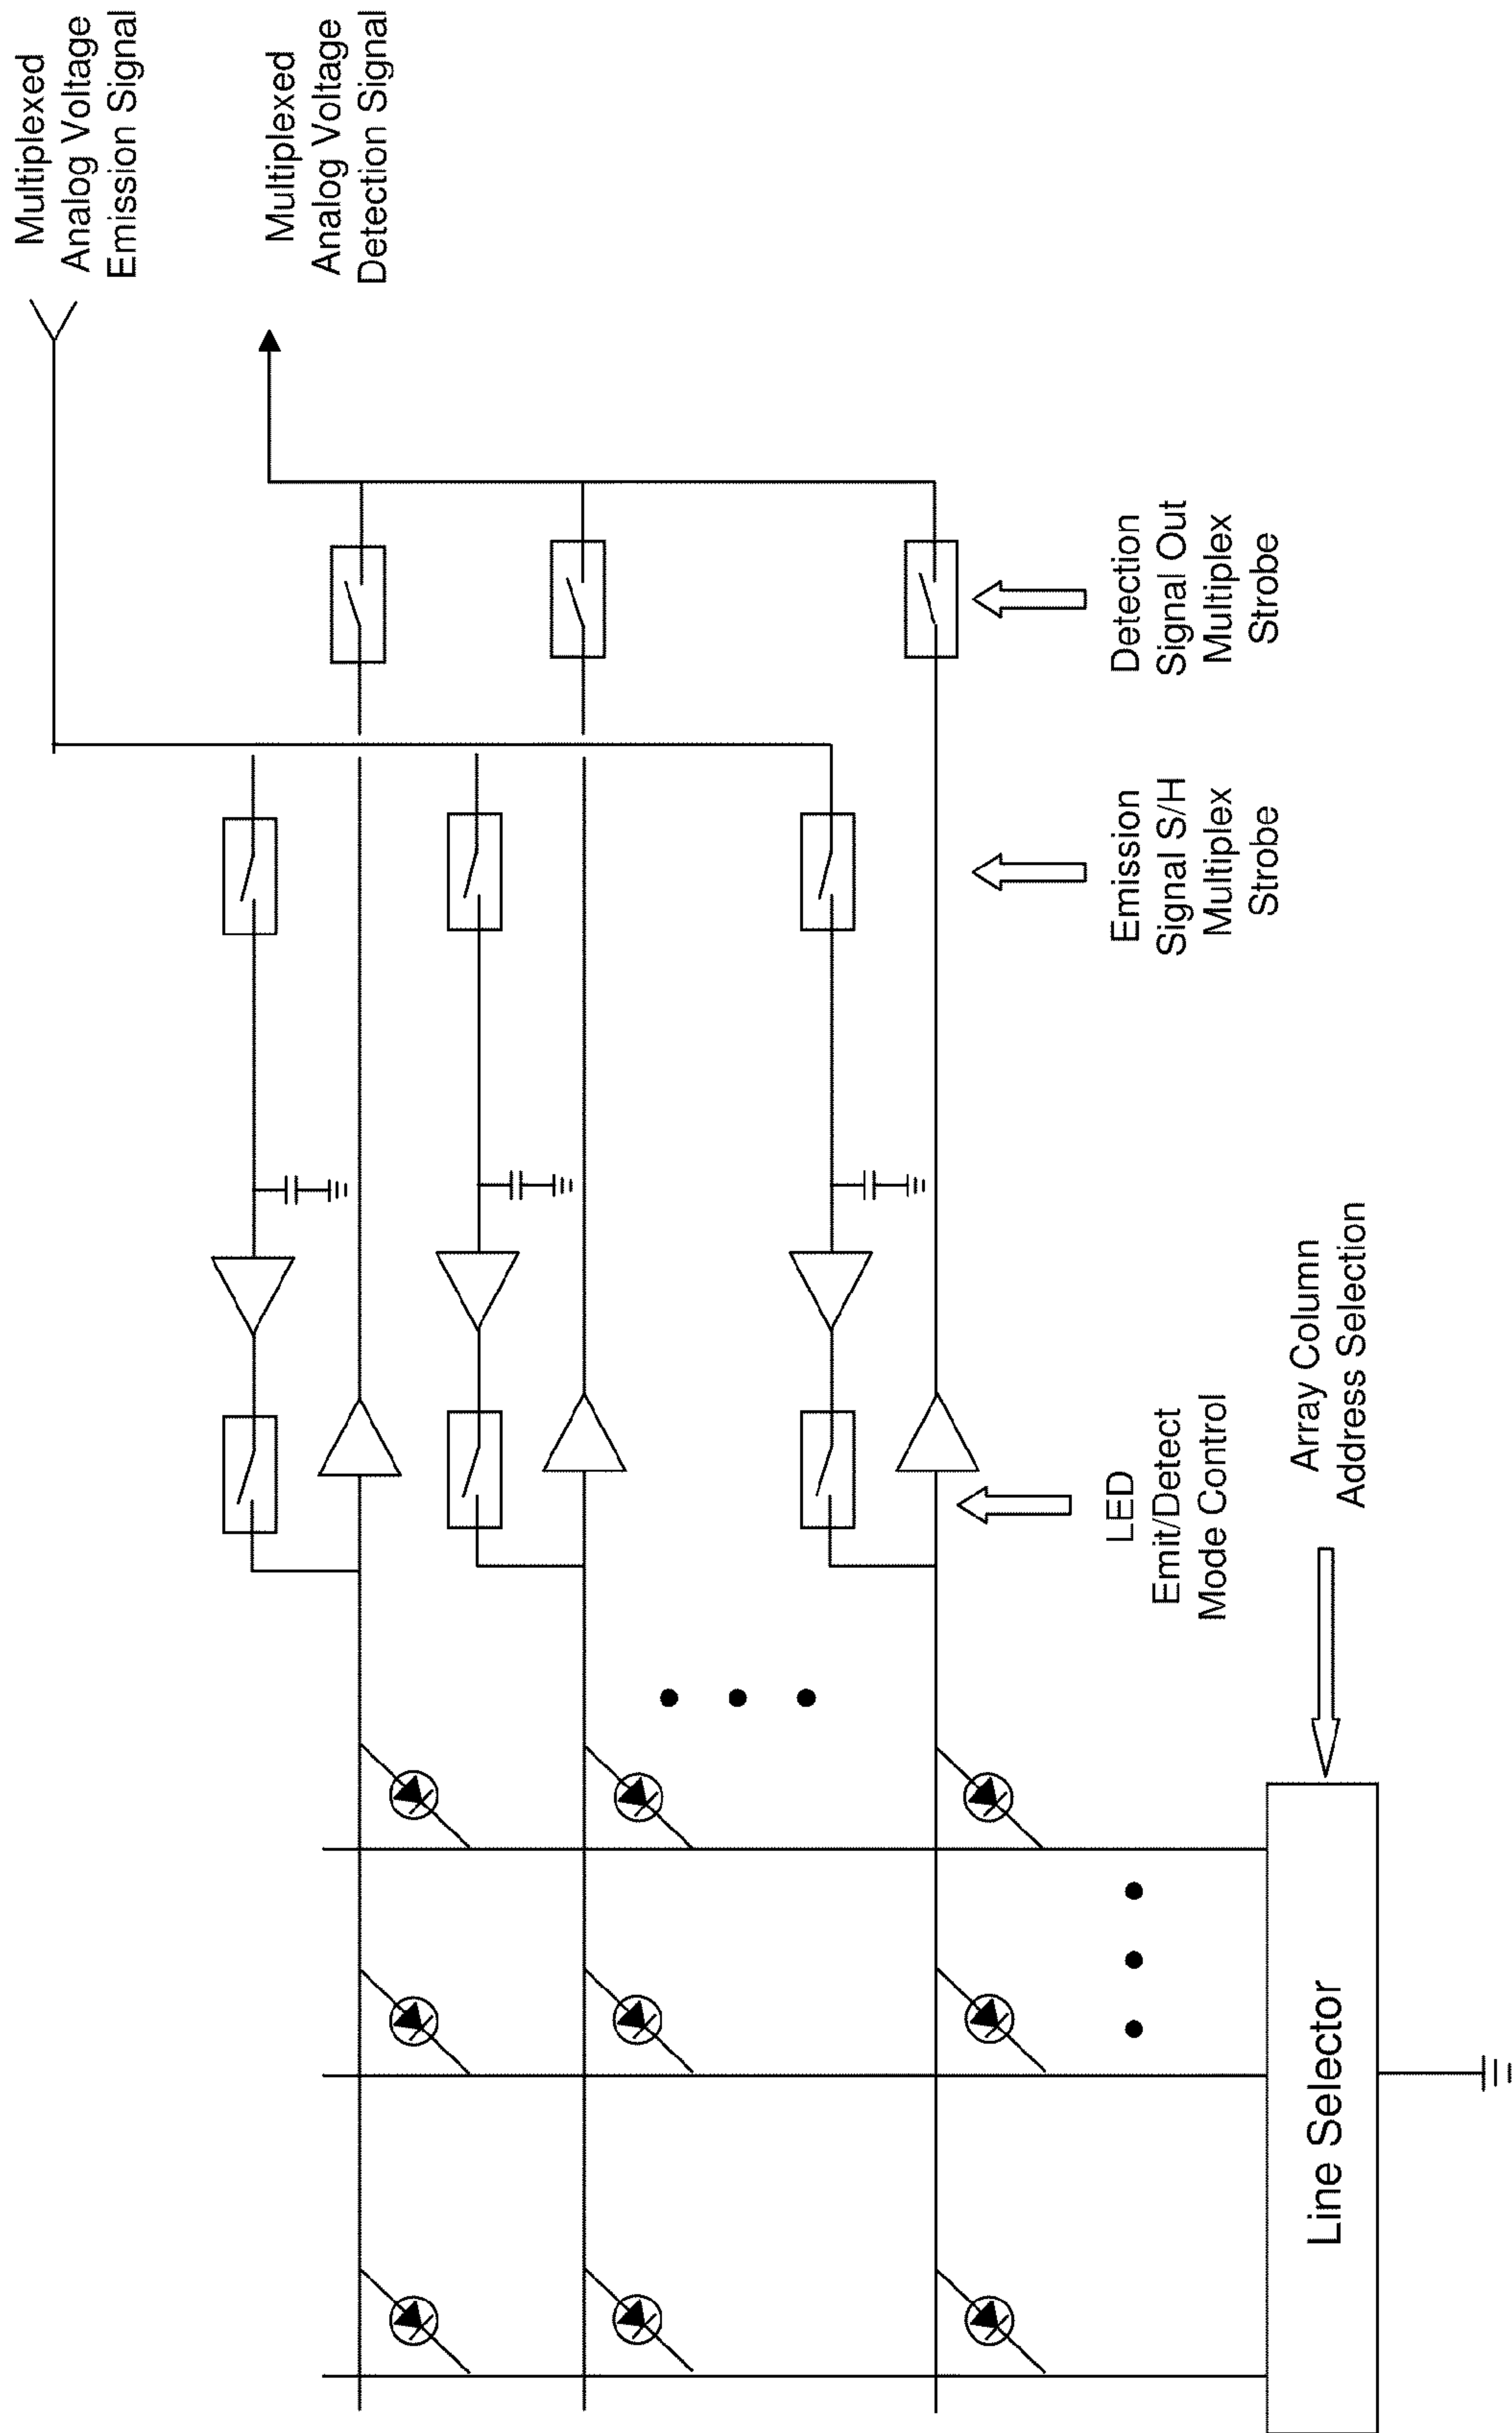 Multiplexed
Analog Voltage
Emission Signal
Multiplexed
Analog Voltage
Detection Signal
Detection
Signal Out
Multiplex
Strobe
Emission
Signal S/H
Multiplex
Strobe
LED
Emit/Detect
Mode Control
Array Column
Address Selection
Line Selector